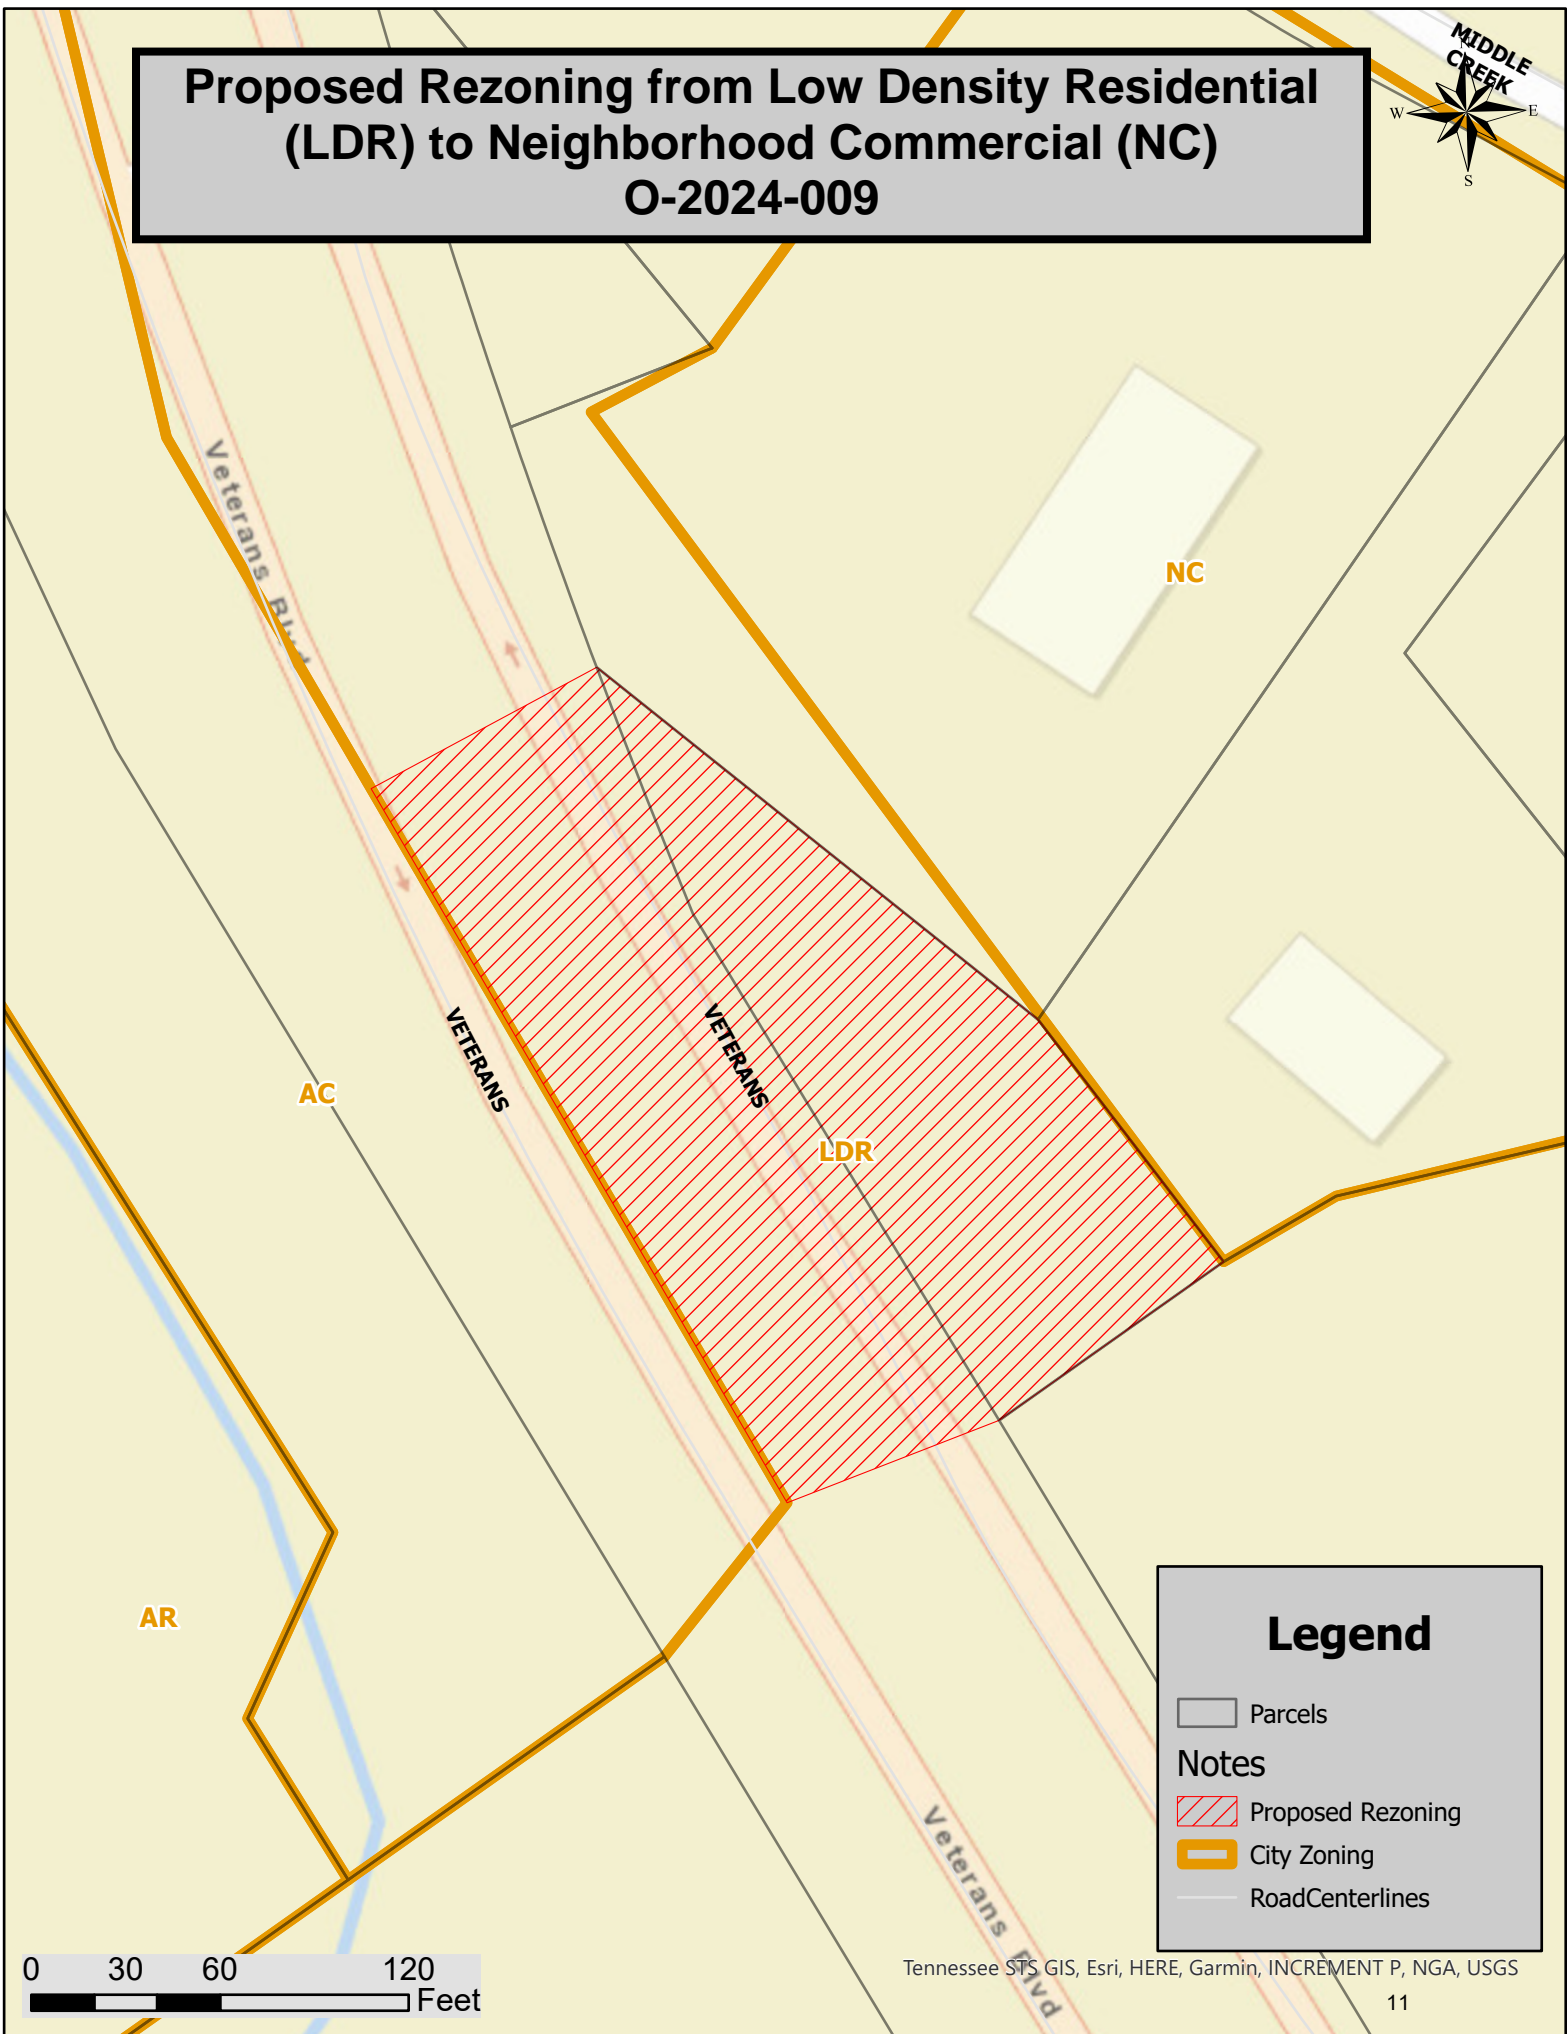 Proposed Rezoning from Low Density Residential
(LDR) to Neighborhood Commercial (NC)
O-2024-009
MIDDLE
CREEK
N
W
E
S
Veterans Blvd
NC
VETERANS
VETERANS
AC
LDR
AR
Veterans Blvd
Legend
Parcels
Notes
Proposed Rezoning
City Zoning
RoadCenterlines
0 30 60 120
Feet
Tennessee STS GIS, Esri, HERE, Garmin, INCREMENT P, NGA, USGS
11